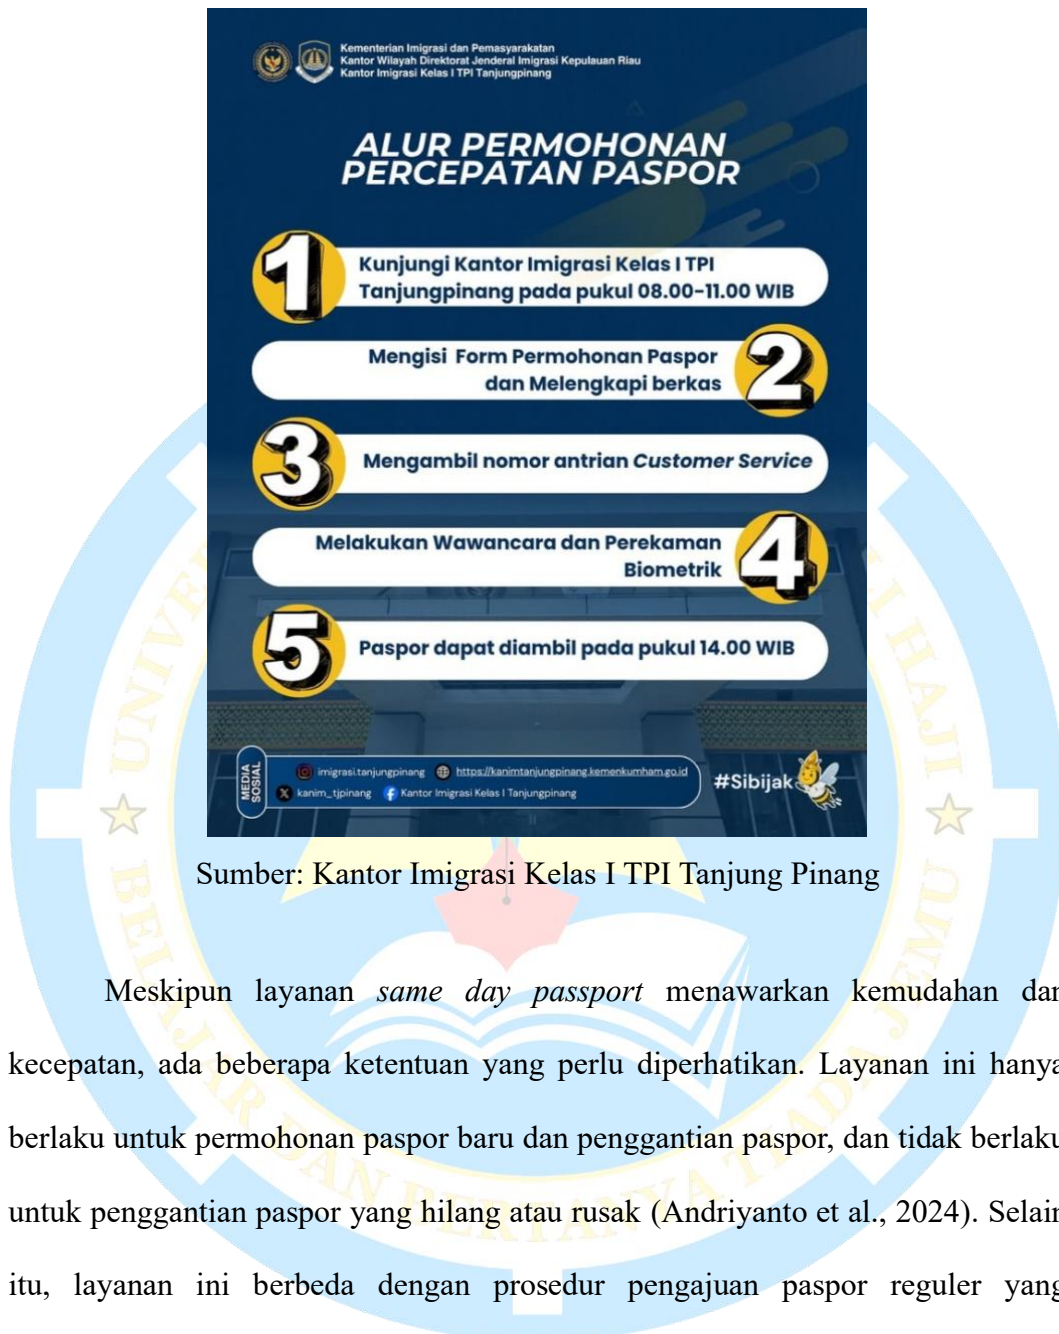 Kementerian Imigrasi dan Pemasyarakatan
Kantor Wilayah Direktorat Jenderal Imigrasi Kepulauan Riau
Kantor Imigrasi Kelas I TPI Tanjungpinang
ALUR PERMOHONAN
PERCEPATAN PASPOR
1
Kunjungi Kantor Imigrasi Kelas I TPI
Tanjungpinang pada pukul 08.00-11.00 WIB
Mengisi Form Permohonan Paspor
dan Melengkapi berkas
2
3
Mengambil nomor antrian Customer Service
Melakukan Wawancara dan Perekaman
Biometrik
4
5
Paspor dapat diambil pada pukul 14.00 WIB
MEDIA
SOSIAL
imigrasi.tanjungpinang https://kanimtanjungpinang.kemenkumham.go.id
kanim_tjpinang Kantor Imigrasi Kelas I Tanjungpinang
#Sibijak
Sumber: Kantor Imigrasi Kelas I TPI Tanjung Pinang
Meskipun layanan same day passport menawarkan kemudahan dan
kecepatan, ada beberapa ketentuan yang perlu diperhatikan. Layanan ini hanya
berlaku untuk permohonan paspor baru dan penggantian paspor, dan tidak berlaku
untuk penggantian paspor yang hilang atau rusak (Andriyanto et al., 2024). Selain
itu, layanan ini berbeda dengan prosedur pengajuan paspor reguler yang
BELAJAR DAN BERTANYA TIADA JEMU